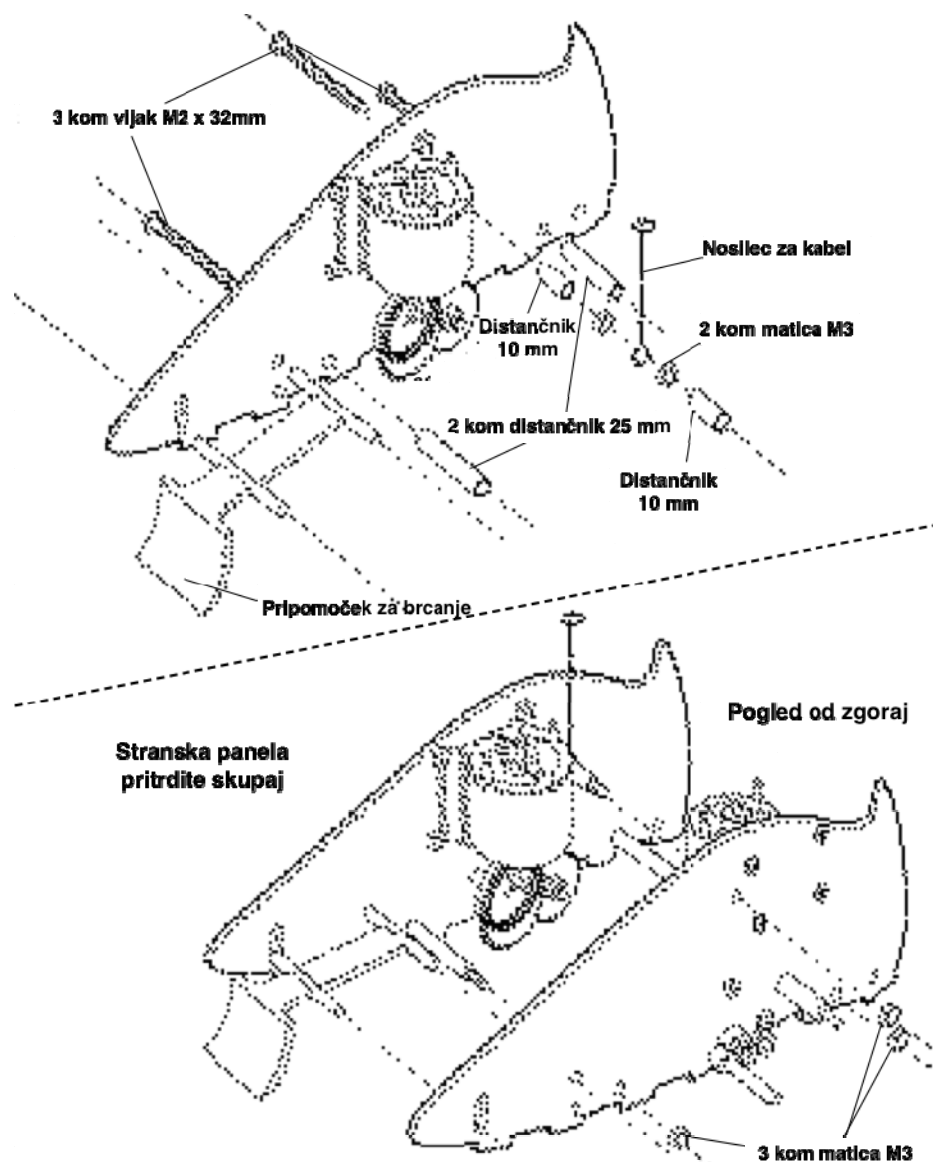 3 kom vijak M2 x 32mm
Nosilec za kabel
Distančnik
10 mm
2 kom matica M3
2 kom distančnik 25 mm
Distančnik
10 mm
Pripomoček za brcanje
Pogled od zgoraj
Stranska panela
pritrdite skupaj
3 kom matica M3